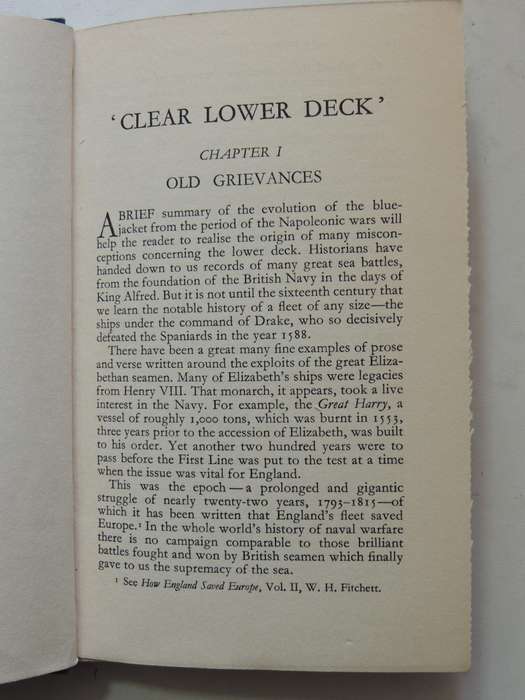 ‘CLEAR LOWER DECK’
CHAPTER I
OLD GRIEVANCES
A BRIEF summary of the evolution of the blue-
jacket from the period of the Napoleonic wars will
help the reader to realise the origin of many miscon-
ceptions concerning the lower deck. Historians have
handed down to us records of many great sea battles,
from the foundation of the British Navy in the days of
King Alfred. But it is not until the sixteenth century that
we learn the notable history of a fleet of any size—the
ships under the command of Drake, who so decisively
defeated the Spaniards in the year 1588.
There have been a great many fine examples of prose
and verse written around the exploits of the great Eliza-
bethan seamen. Many of Elizabeth's ships were legacies
from Henry VIII. That monarch, it appears, took a live
interest in the Navy. For example, the Great Harry, a
vessel of roughly 1,000 tons, which was burnt in 1553,
three years prior to the accession of Elizabeth, was built
to his order. Yet another two hundred years were to
pass before the First Line was put to the test at a time
when the issue was vital for England.
This was the epoch—a prolonged and gigantic
struggle of nearly twenty-two years, 1793-1815—of
which it has been written that England's fleet saved
Europe.¹ In the whole world's history of naval warfare
there is no campaign comparable to those brilliant
battles fought and won by British seamen which finally
gave to us the supremacy of the sea.
¹ See How England Saved Europe, Vol. II, W. H. Fitchett.